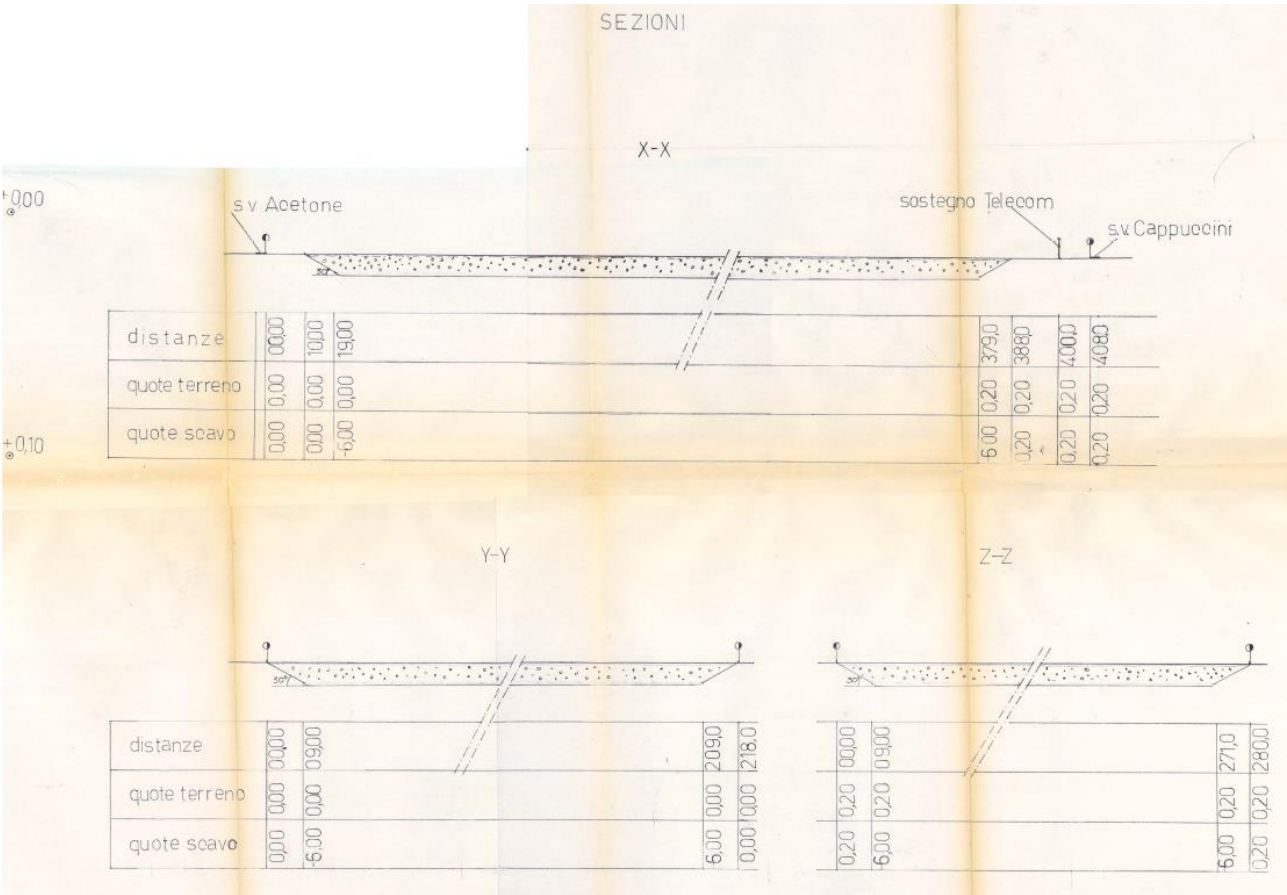 SEZIONI
X-X
+0,00
s.v. Acetone
sostegno Telecom
s.v. Cappuccini
30°
distanze 00,00 10,00 19,00 379,0 388,0 400,0 408,0
quote terreno 0,00 0,00 0,00 0,20 0,20 0,20 0,20
quote scavo 0,00 0,00 -6,00 -6,00 0,20 0,20 0,20
+0,10
Y-Y
Z-Z
30°
30°
distanze 00,00 09,00 209,0 218,0
quote terreno 0,00 0,00 0,00 0,00
quote scavo 0,00 -6,00 -6,00 0,00
00,00 09,00 271,0 280,0
0,20 0,20 0,20 0,20
0,20 -6,00 -6,00 0,20